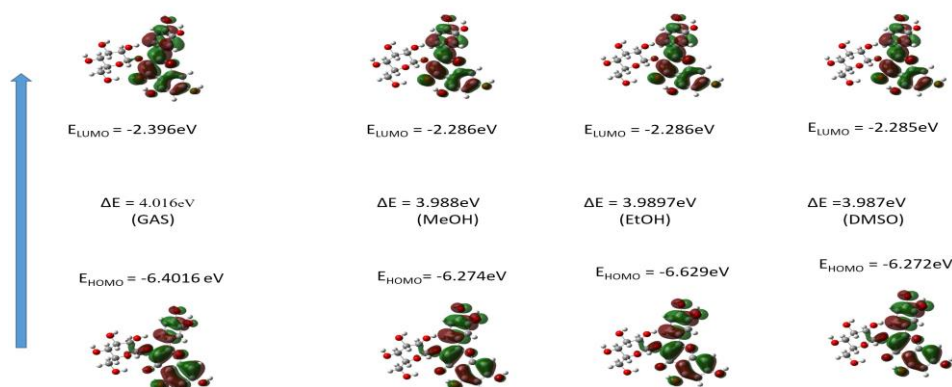 E_LUMO = -2.396eV
E_LUMO = -2.286eV
E_LUMO = -2.286eV
E_LUMO = -2.285eV
ΔE = 4.016eV
(GAS)
ΔE = 3.988eV
(MeOH)
ΔE = 3.9897eV
(EtOH)
ΔE =3.987eV
(DMSO)
E_HOMO = -6.4016 eV
E_HOMO= -6.274eV
E_HOMO = -6.629eV
E_HOMO = -6.272eV